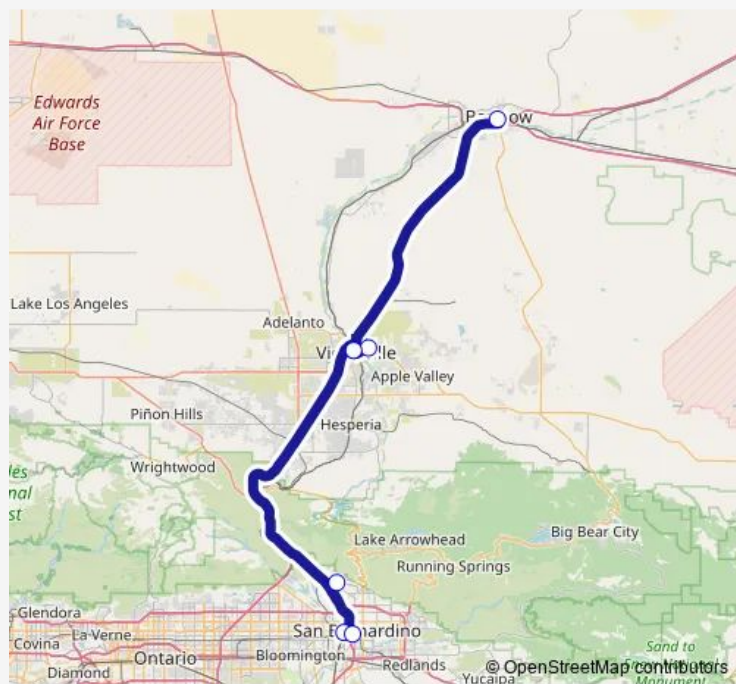 Edwards
Air Force
Base
Lake Los Angeles
Adelanto
Apple Valley
Piñon Hills
Hesperia
Wrightwood
Lake Arrowhead
Big Bear City
Running Springs
Glendora
La Verne
Covina
Ontario
Bloomington
Redlands
Diamond
Yucaipa
Sand to
© OpenStreetMap contributors